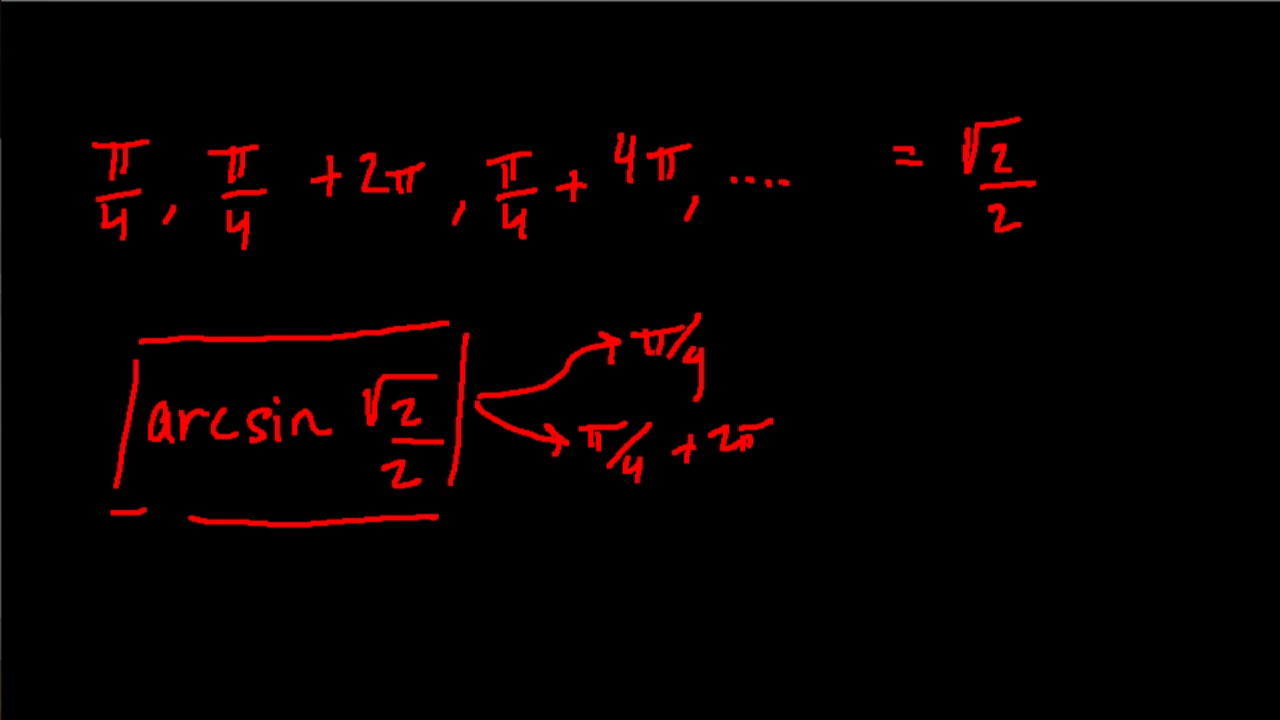 π/4, π/4 + 2π, π/4 + 4π, .... = √2/2
arcsin √2/2
π/4
π/4 + 2π